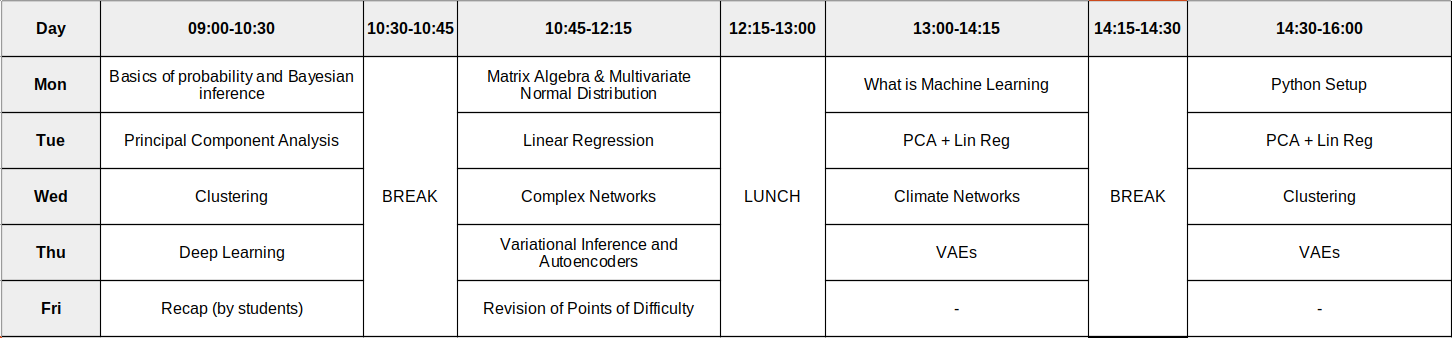 Day 09:00-10:30 10:30-10:45 10:45-12:15 12:15-13:00 13:00-14:15 14:15-14:30 14:30-16:00
Mon
Basics of probability and Bayesian
inference
Matrix Algebra & Multivariate
Normal Distribution
What is Machine Learning
Python Setup
Tue
Principal Component Analysis
Linear Regression
PCA + Lin Reg
PCA + Lin Reg
Wed
Clustering
BREAK
Complex Networks
LUNCH
Climate Networks
BREAK
Clustering
Thu
Deep Learning
Variational Inference and
Autoencoders
VAEs
VAEs
Fri
Recap (by students)
Revision of Points of Difficulty
-
-